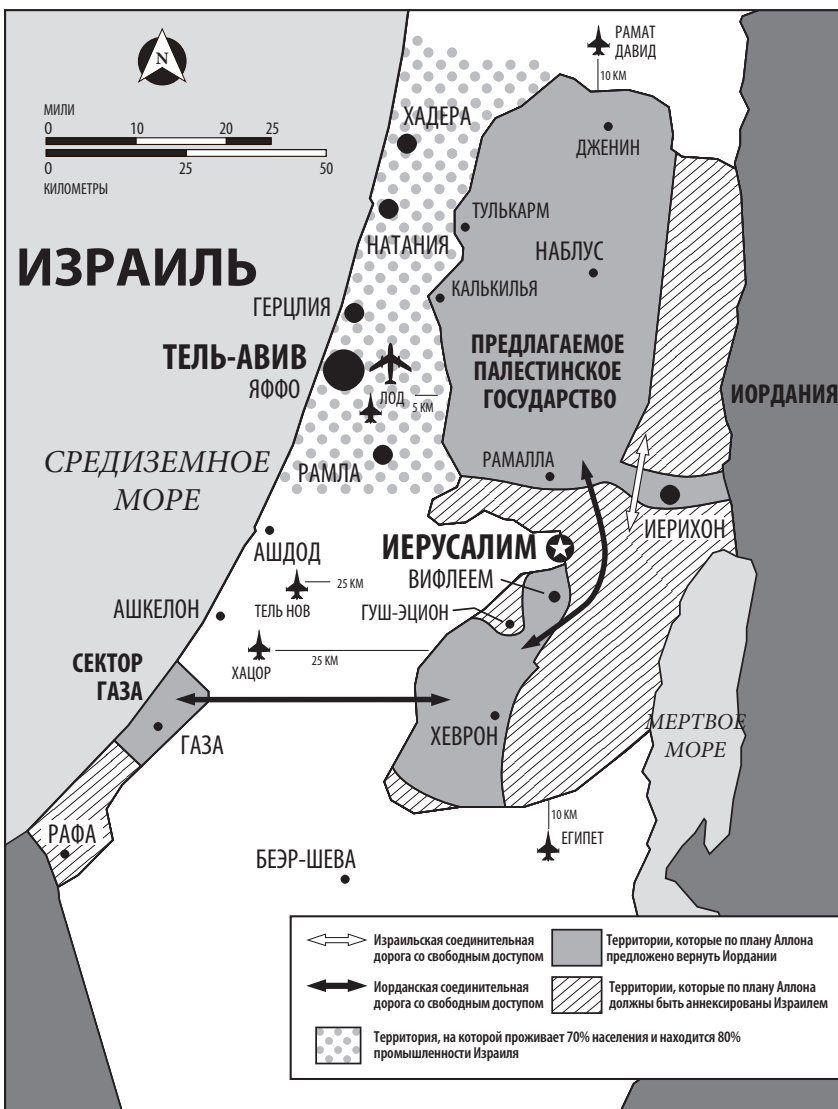 РАМАТ
ДАВИД
10 КМ
N
МИЛИ
0 10 20 25
0 25 50
КИЛОМЕТРЫ
ХАДЕРА
ДЖЕНИН
ТУЛЬКАРМ
НАТАНИЯ
НАБЛУС
ИЗРАИЛЬ
КАЛЬКИЛЬЯ
ГЕРЦЛИЯ
ТЕЛЬ-АВИВ
ЯФФО
ПРЕДЛАГАЕМОЕ
ПАЛЕСТИНСКОЕ
ГОСУДАРСТВО
ИОРДАНИЯ
ЛОД
5 КМ
СРЕДИЗЕМНОЕ
МОРЕ
РАМЛА
РАМАЛЛА
ИЕРИХОН
АШДОД
ИЕРУСАЛИМ
ВИФЛЕЕМ
25 КМ
ТЕЛЬ НОВ
ГУШ-ЭЦИОН
АШКЕЛОН
ХАЦОР
25 КМ
СЕКТОР
ГАЗА
ГАЗА
ХЕВРОН
МЕРТВОЕ
МОРЕ
10 КМ
ЕГИПЕТ
РАФА
БЕЭР-ШЕВА
Израильская соединительная
дорога со свободным доступом
Территории, которые по плану Аллона
предложено вернуть Иордании
Иорданская соединительная
дорога со свободным доступом
Территории, которые по плану Аллона
должны быть аннексированы Израилем
Территория, на которой проживает 70% населения и находится 80%
промышленности Израиля